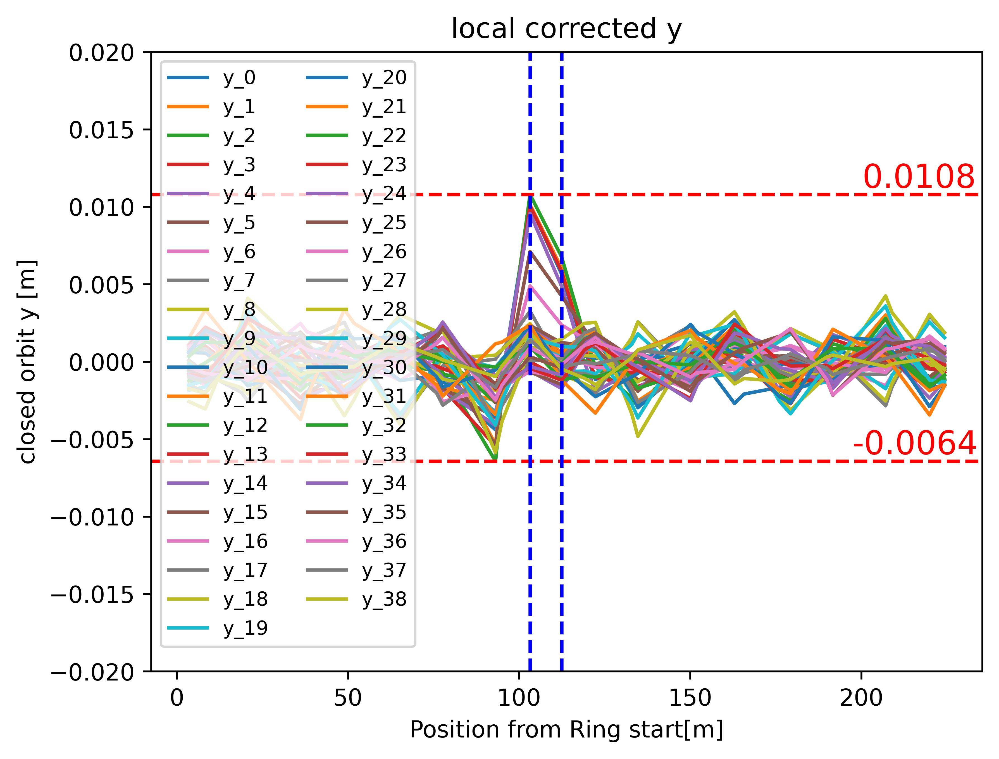 local corrected y
0.020
0.015
0.010
0.005
0.000
−0.005
−0.010
−0.015
−0.020
closed orbit y [m]
y_0
y_1
y_2
y_3
y_4
y_5
y_6
y_7
y_8
y_9
y_10
y_11
y_12
y_13
y_14
y_15
y_16
y_17
y_18
y_19
y_20
y_21
y_22
y_23
y_24
y_25
y_26
y_27
y_28
y_29
y_30
y_31
y_32
y_33
y_34
y_35
y_36
y_37
y_38
0.0108
-0.0064
0
50
100
150
200
Position from Ring start[m]